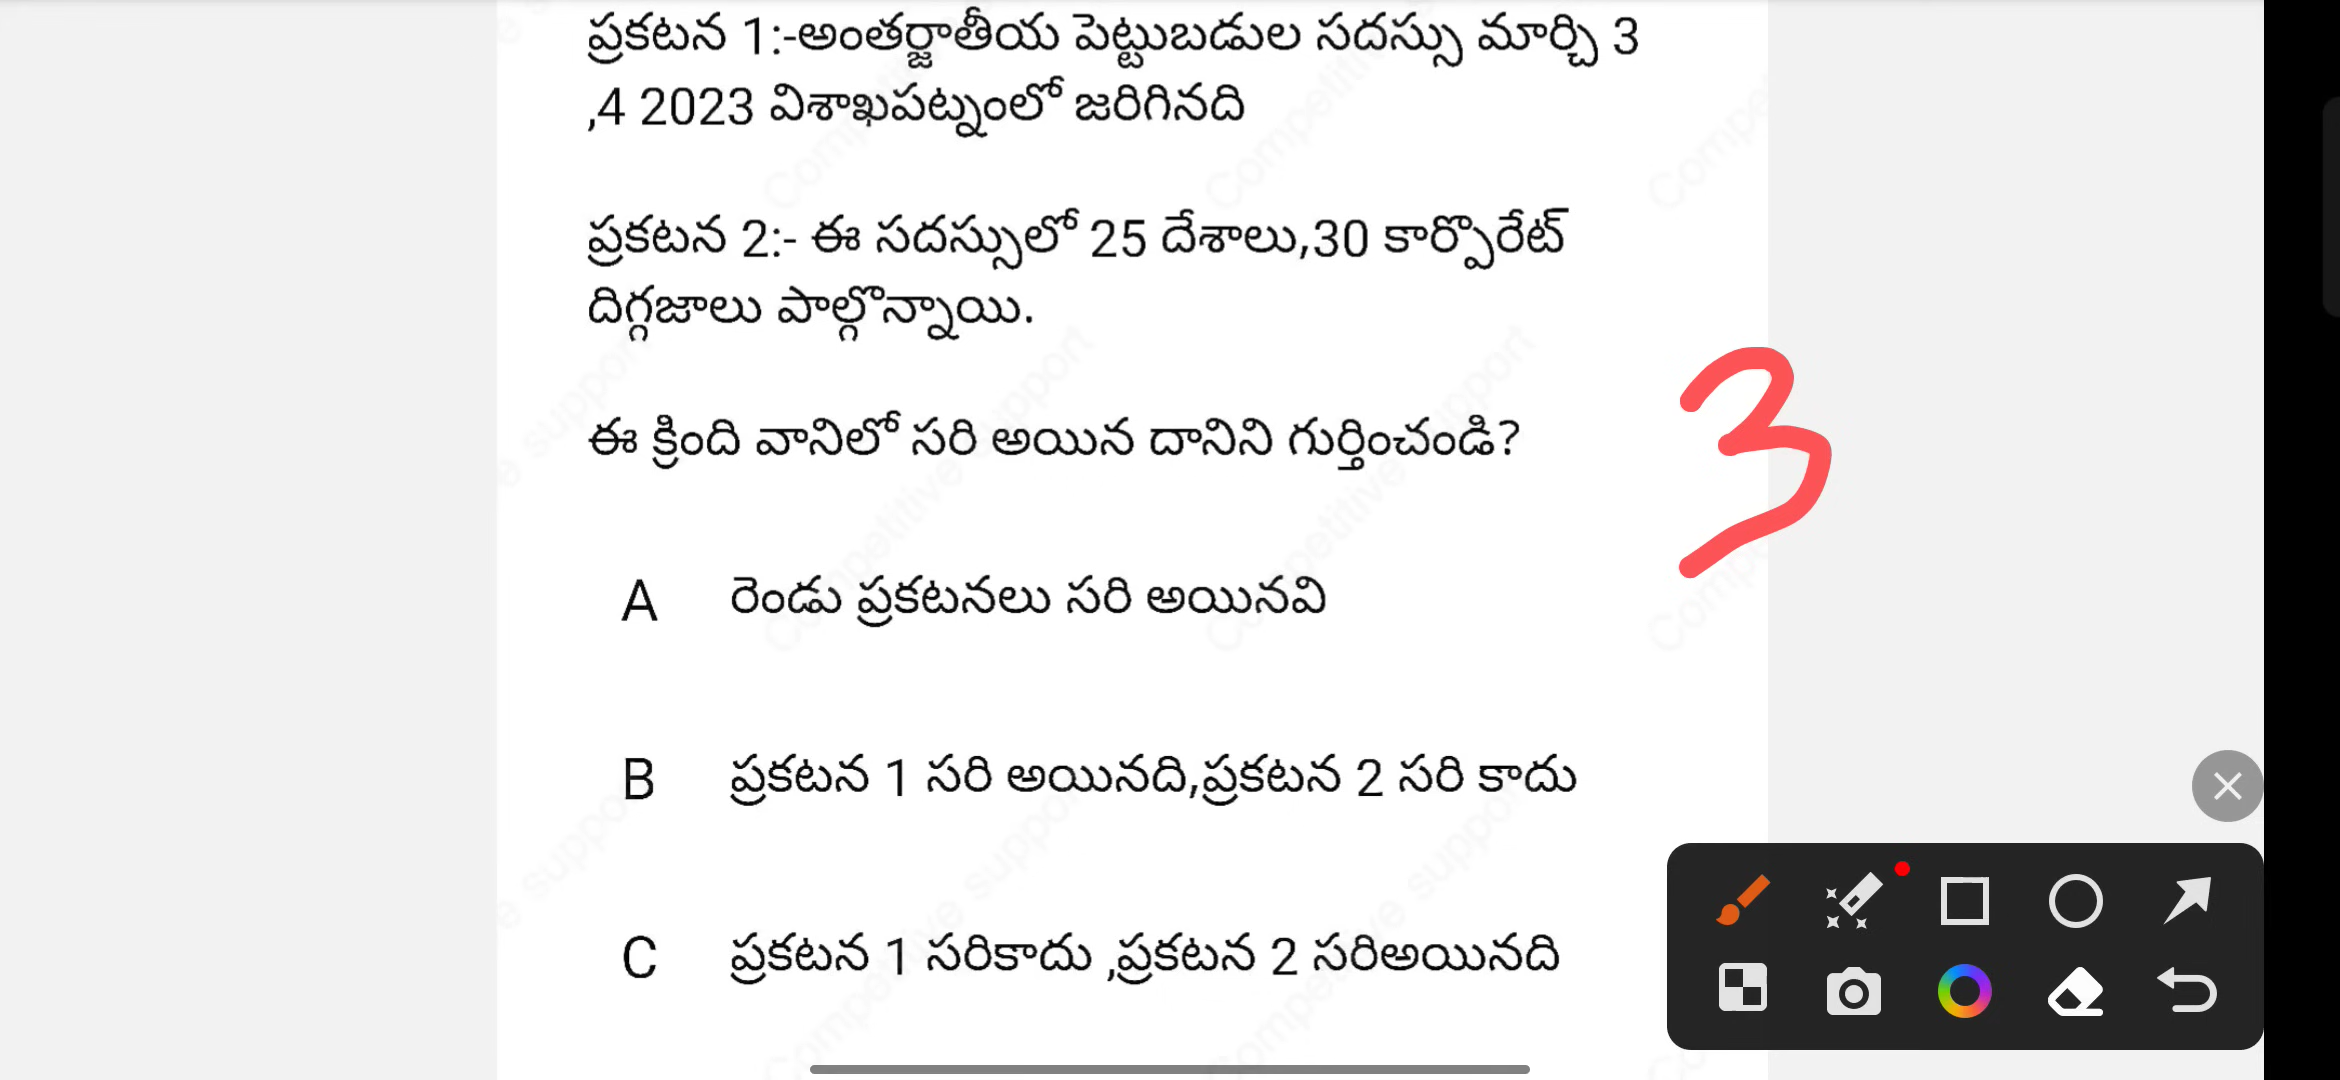 ప్రకటన 1:-అంతర్జాతీయ పెట్టుబడుల సదస్సు మార్చి 3
,4 2023 విశాఖపట్నంలో జరిగినది
ప్రకటన 2:- ఈ సదస్సులో 25 దేశాలు,30 కార్పొరేట్
దిగ్గజాలు పాల్గొన్నాయి.
ఈ క్రింది వానిలో సరి అయిన దానిని గుర్తించండి?
3
A రెండు ప్రకటనలు సరి అయినవి
B ప్రకటన 1 సరి అయినది,ప్రకటన 2 సరి కాదు
C ప్రకటన 1 సరికాదు ,ప్రకటన 2 సరిఅయినది